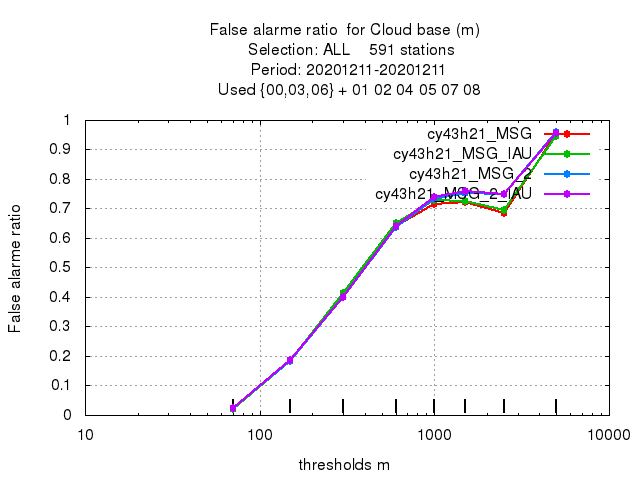 False alarme ratio  for Cloud base (m)
Selection: ALL    591 stations
Period: 20201211-20201211
Used {00,03,06} + 01 02 04 05 07 08
cy43h21_MSG
cy43h21_MSG_IAU
cy43h21_MSG_2
cy43h21_MSG_2_IAU
1
0.9
0.8
0.7
0.6
0.5
0.4
0.3
0.2
0.1
0
False alarme ratio
10
100
1000
10000
thresholds m